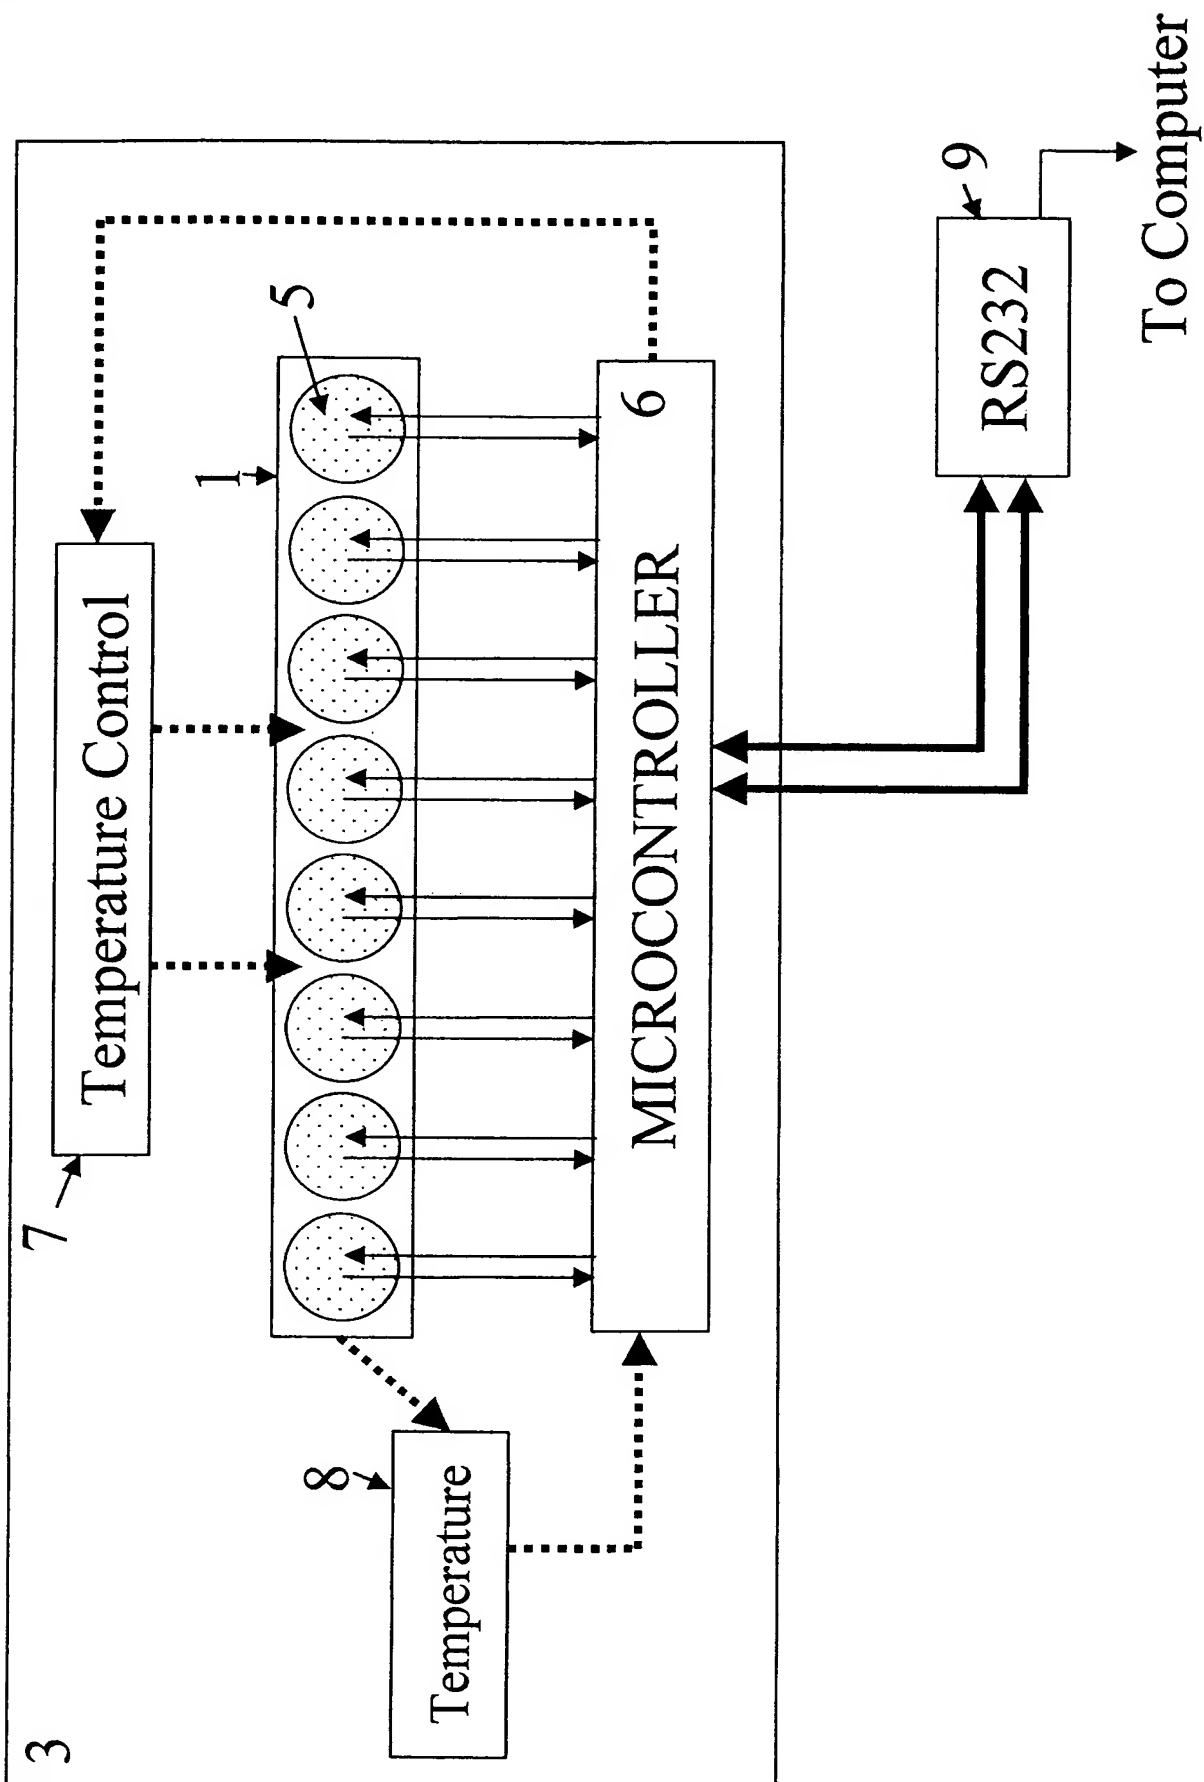 3
7
Temperature Control
1
5
8
Temperature
MICROCONTROLLER 6
9
RS232
To Computer